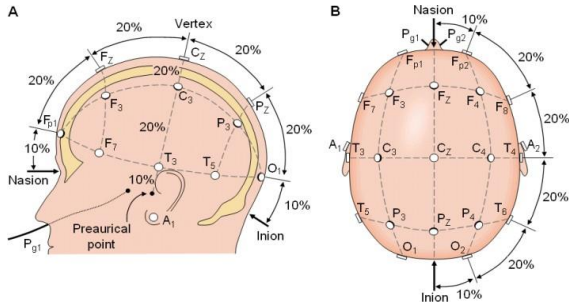 A
B
Vertex
Nasion
20%
20%
10%
Pg1
Pg2
Fz
Cz
Fp1
Fp2
20%
20%
20%
F3
C3
Pz
F7
F3
Fz
F4
F8
20%
Fp1
20%
P3
20%
10%
F7
T3
T5
A1
T3
C3
Cz
C4
T4
A2
Nasion
O1
10%
10%
T5
P3
Pz
P4
T6
20%
Preaurical
point
A1
Inion
O1
O2
20%
Pg1
Inion
10%